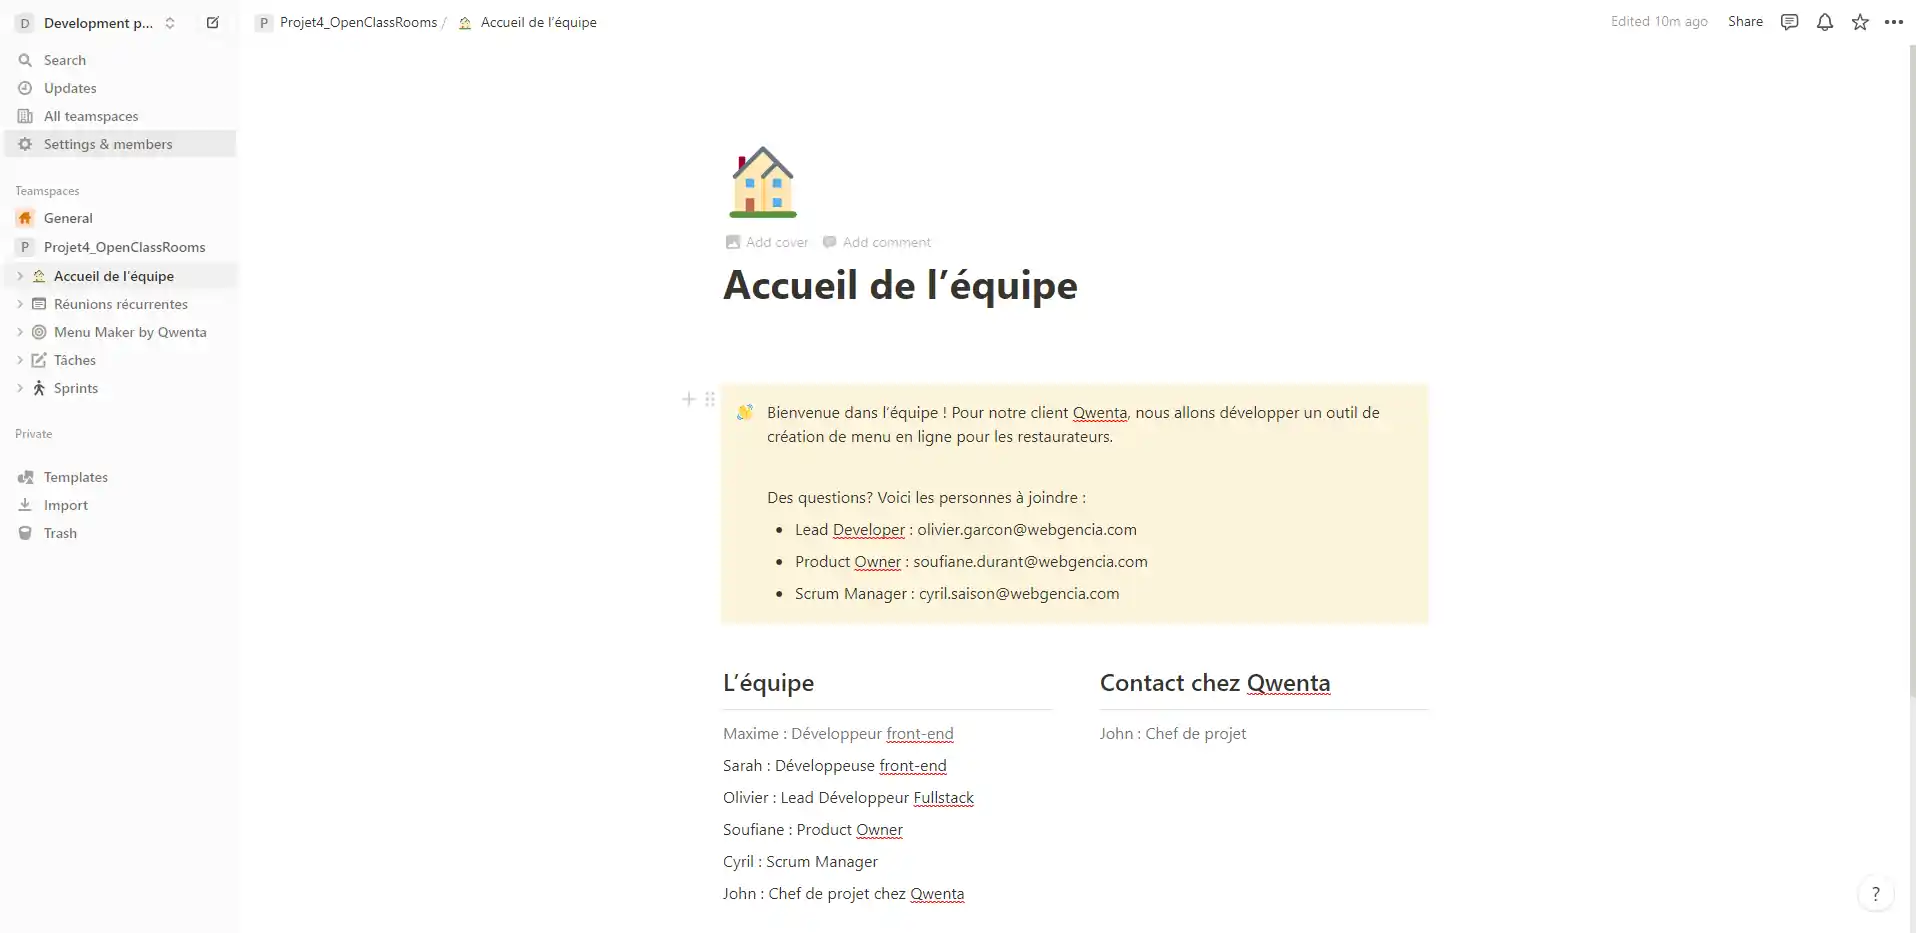 D Development p...
P Projet4_OpenClassRooms / Accueil de l’équipe
Edited 10m ago Share
Search
Updates
All teamspaces
Settings & members
Teamspaces
General
P Projet4_OpenClassRooms
Accueil de l’équipe
Réunions récurrentes
Menu Maker by Qwenta
Tâches
Sprints
Private
Templates
Import
Trash
Add cover Add comment
Accueil de l’équipe
Bienvenue dans l’équipe ! Pour notre client Qwenta, nous allons développer un outil de
création de menu en ligne pour les restaurateurs.
Des questions? Voici les personnes à joindre :
• Lead Developer : olivier.garcon@webgencia.com
• Product Owner : soufiane.durant@webgencia.com
• Scrum Manager : cyril.saison@webgencia.com
L’équipe
Maxime : Développeur front-end
Sarah : Développeuse front-end
Olivier : Lead Développeur Fullstack
Soufiane : Product Owner
Cyril : Scrum Manager
John : Chef de projet chez Qwenta
Contact chez Qwenta
John : Chef de projet
?